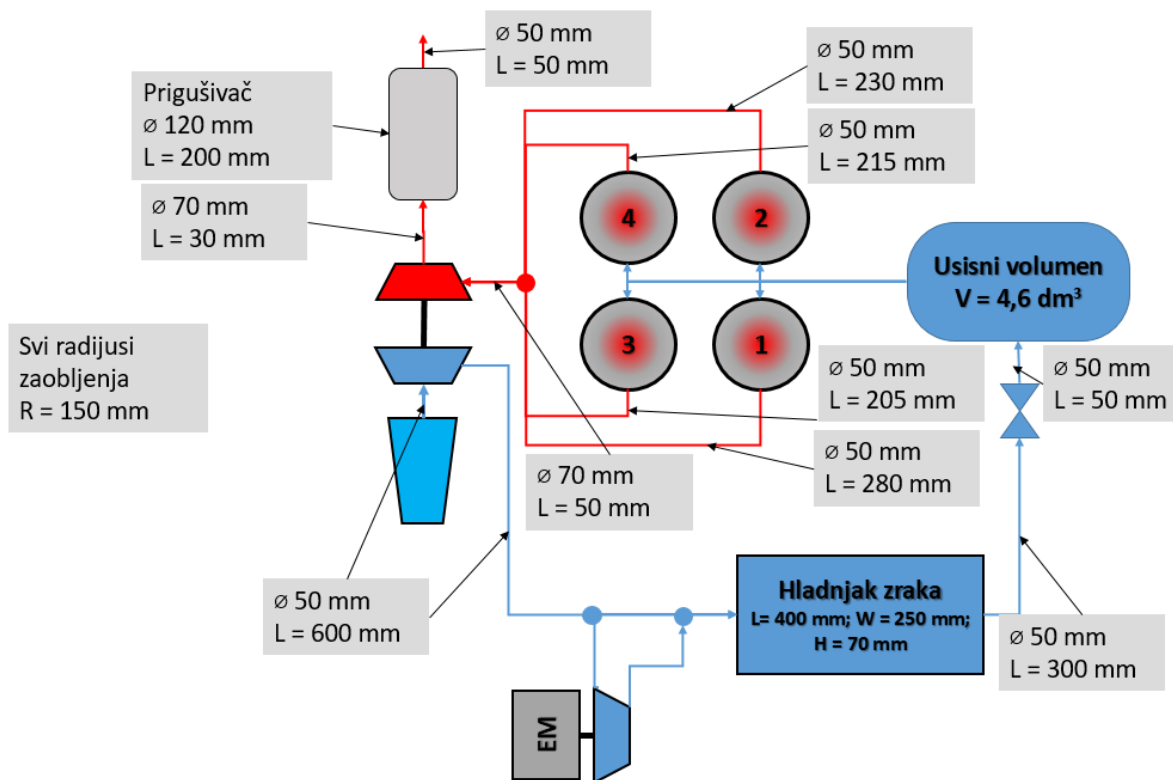 ⌀ 50 mm
L = 50 mm
⌀ 50 mm
L = 230 mm
Prigušivač
⌀ 120 mm
L = 200 mm
⌀ 50 mm
L = 215 mm
⌀ 70 mm
L = 30 mm
4
2
Usisni volumen
V = 4,6 dm³
Svi radijusi
zaobljenja
R = 150 mm
3
1
⌀ 50 mm
L = 205 mm
⌀ 50 mm
L = 50 mm
⌀ 70 mm
L = 50 mm
⌀ 50 mm
L = 280 mm
⌀ 50 mm
L = 600 mm
Hladnjak zraka
L= 400 mm; W = 250 mm;
H = 70 mm
⌀ 50 mm
L = 300 mm
EM